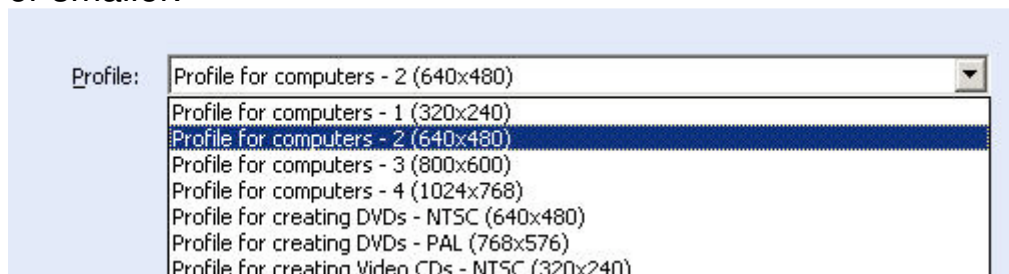 or smaller.
Profile: Profile for computers - 2 (640x480)
Profile for computers - 1 (320x240)
Profile for computers - 2 (640x480)
Profile for computers - 3 (800x600)
Profile for computers - 4 (1024x768)
Profile for creating DVDs - NTSC (640x480)
Profile for creating DVDs - PAL (768x576)
Profile for creating Video CDs - NTSC (320x240)